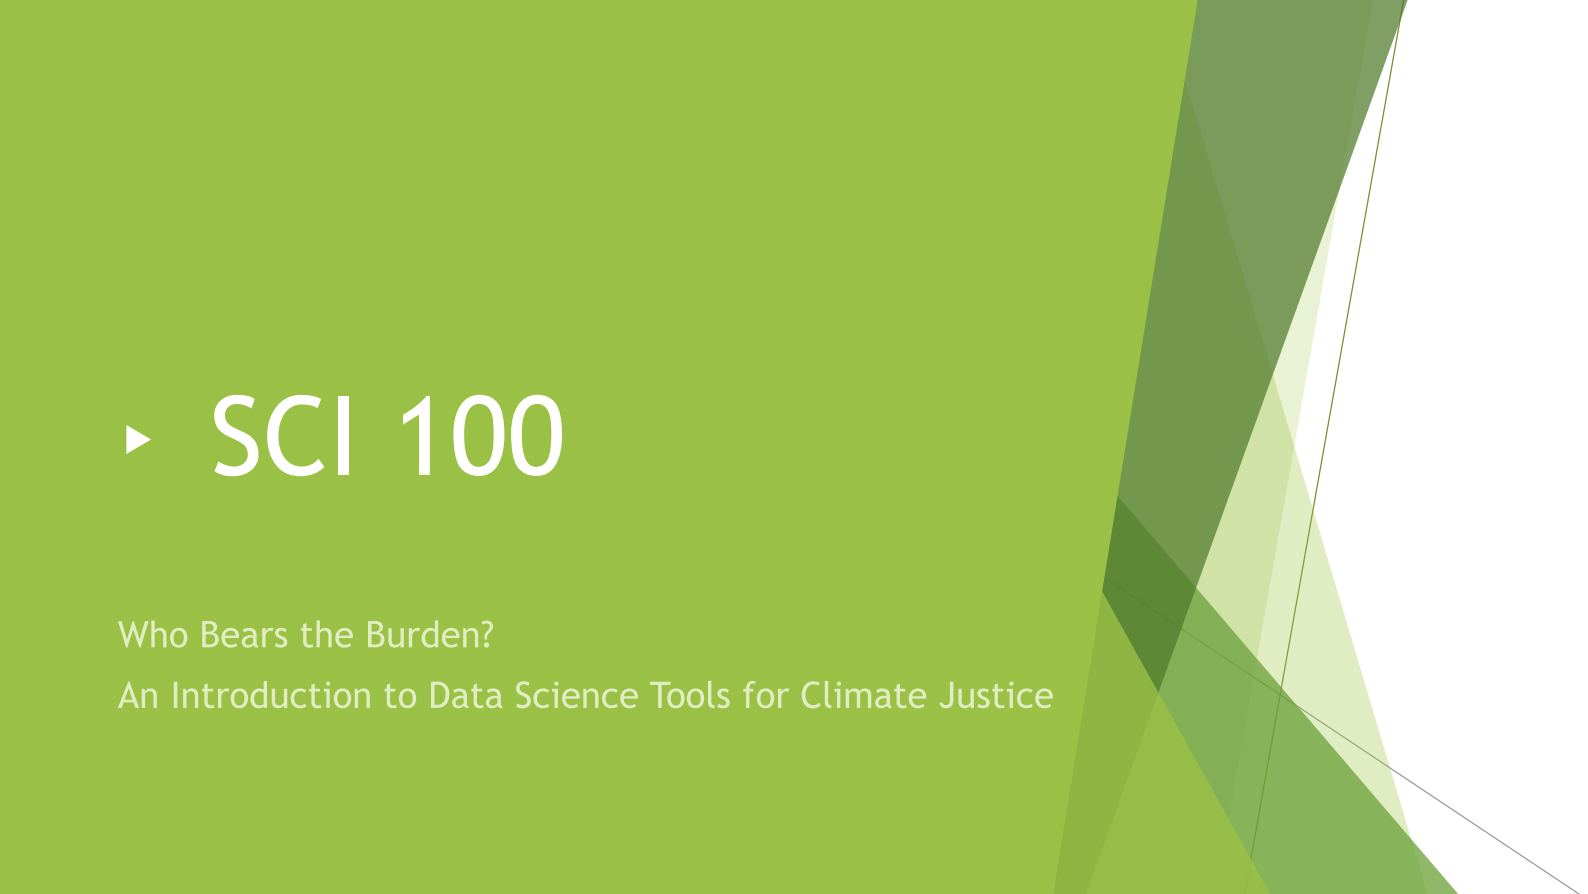 SCI 100
Who Bears the Burden?
An Introduction to Data Science Tools for Climate Justice